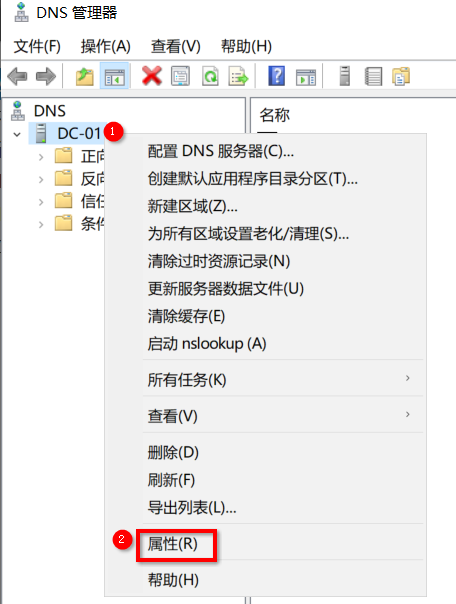 DNS 管理器
文件(F) 操作(A) 查看(V) 帮助(H)
DNS
名称
DC-01
1
正向
反向
信任
条件
配置 DNS 服务器(C)...
创建默认应用程序目录分区(T)...
新建区域(Z)...
为所有区域设置老化/清理(S)...
清除过时资源记录(N)
更新服务器数据文件(U)
清除缓存(E)
启动 nslookup (A)
所有任务(K)
查看(V)
删除(D)
刷新(F)
导出列表(L)...
2
属性(R)
帮助(H)